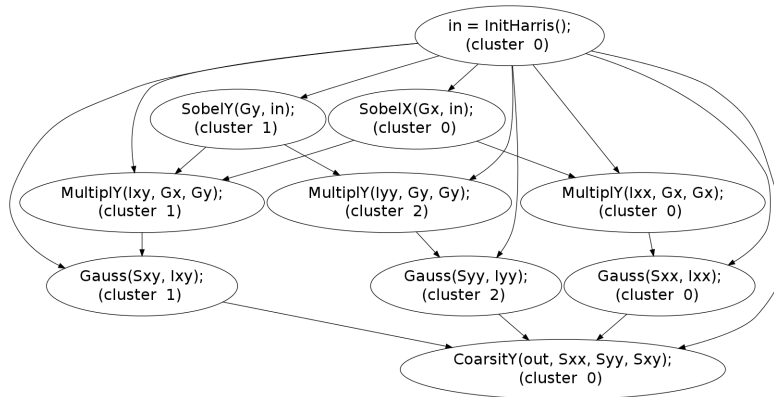 in = InitHarris();
(cluster 0)
SobelY(Gy, in);
(cluster 1)
SobelX(Gx, in);
(cluster 0)
MultiplY(Ixy, Gx, Gy);
(cluster 1)
MultiplY(Iyy, Gy, Gy);
(cluster 2)
MultiplY(Ixx, Gx, Gx);
(cluster 0)
Gauss(Sxy, Ixy);
(cluster 1)
Gauss(Syy, Iyy);
(cluster 2)
Gauss(Sxx, Ixx);
(cluster 0)
CoarsitY(out, Sxx, Syy, Sxy);
(cluster 0)